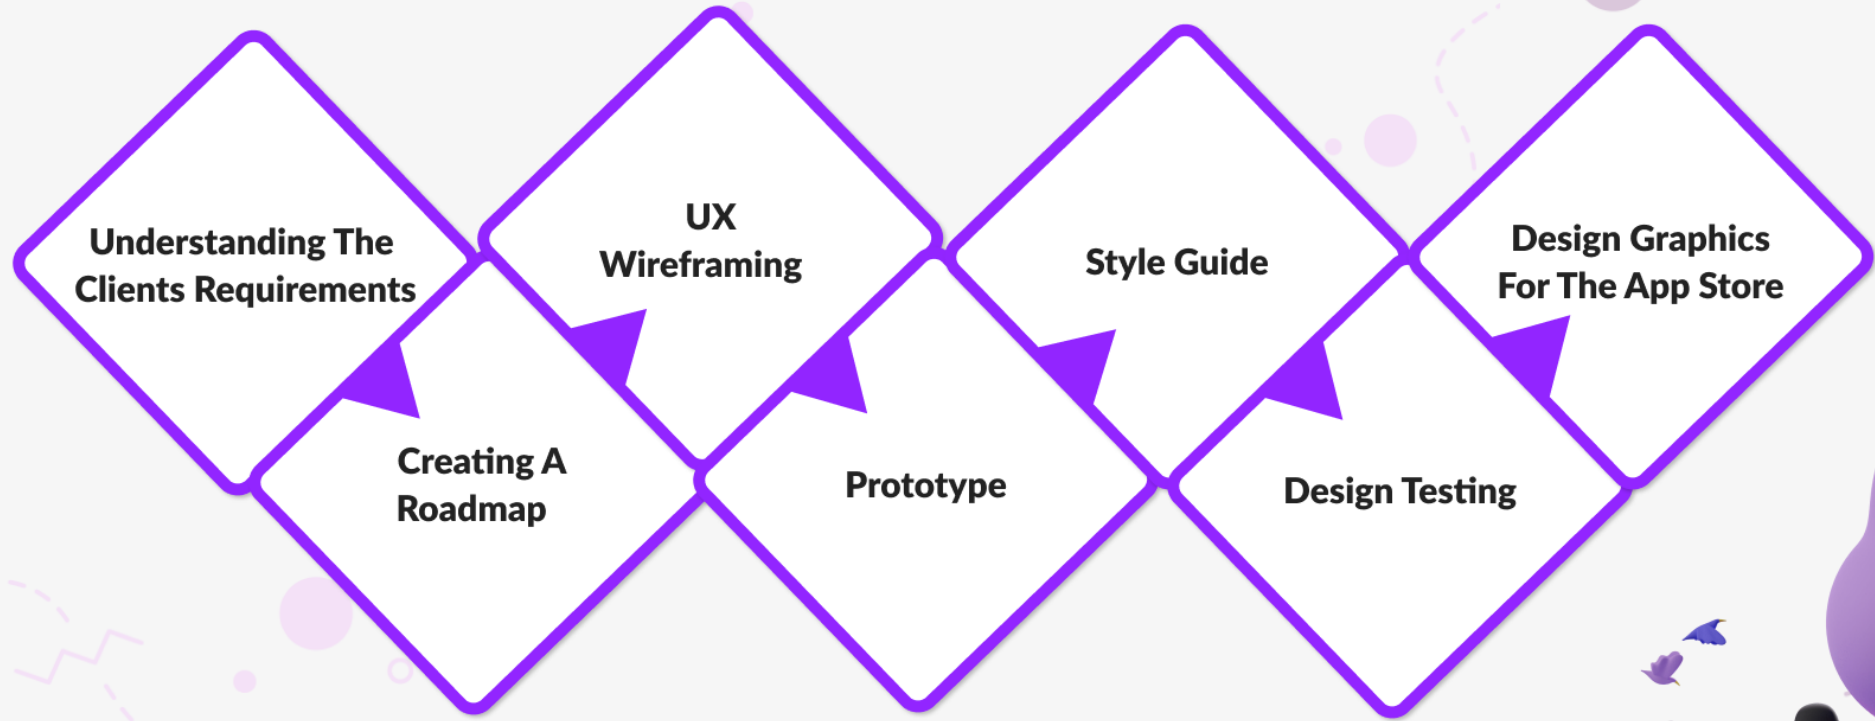 Understanding The
Clients Requirements
Creating A
Roadmap
UX
Wireframing
Prototype
Style Guide
Design Testing
Design Graphics
For The App Store